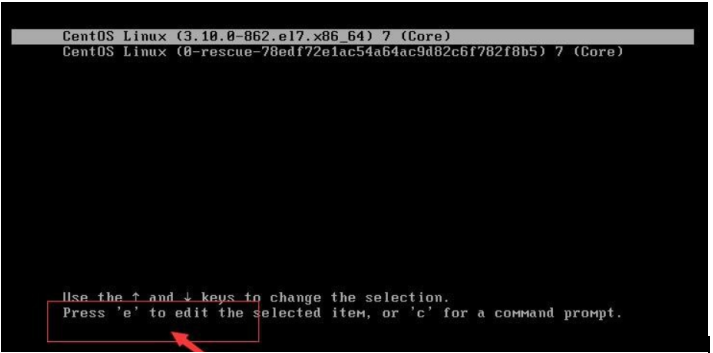 CentOS Linux (3.10.0-862.el7.x86_64) 7 (Core)
CentOS Linux (0-rescue-78edf72e1ac54a64ac9d82c6f782f8b5) 7 (Core)
Use the ↑ and ↓ keys to change the selection.
Press 'e' to edit the selected item, or 'c' for a command prompt.